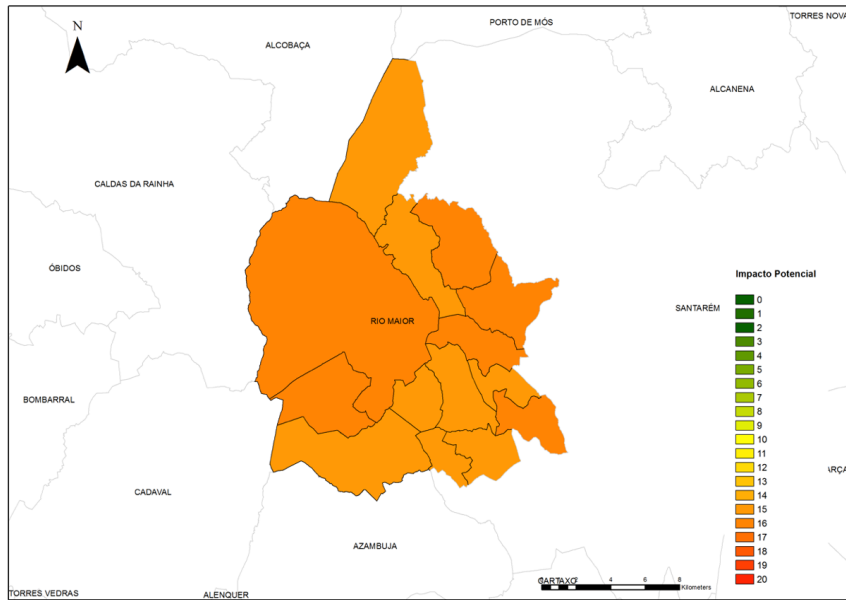 PORTO DE MÓS
TORRES NOVA
N
ALCOBAÇA
ALCANENA
CALDAS DA RAINHA
ÓBIDOS
Impacto Potencial
0
1
2
3
4
5
6
7
8
9
10
11
12
13
14
15
16
17
18
19
20
SANTARÉM
RIO MAIOR
BOMBARRAL
ARÇA
CADAVAL
AZAMBUJA
CARTAXO
2 4 6 8
Kilometers
TORRES VEDRAS
ALENQUER